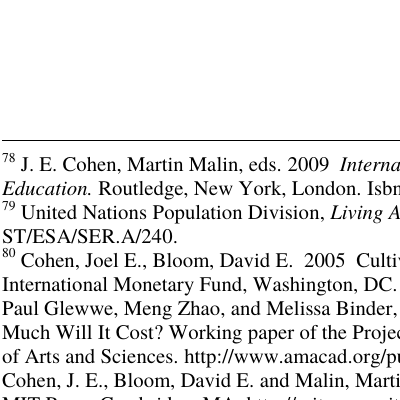 78 J. E. Cohen, Martin Malin, eds. 2009 Interna
Education. Routledge, New York, London. Isbn
79 United Nations Population Division, Living A
ST/ESA/SER.A/240.
80 Cohen, Joel E., Bloom, David E. 2005 Culti
International Monetary Fund, Washington, DC.
Paul Glewwe, Meng Zhao, and Melissa Binder,
Much Will It Cost? Working paper of the Projec
of Arts and Sciences. http://www.amacad.org/pu
Cohen, J. E., Bloom, David E. and Malin, Marti